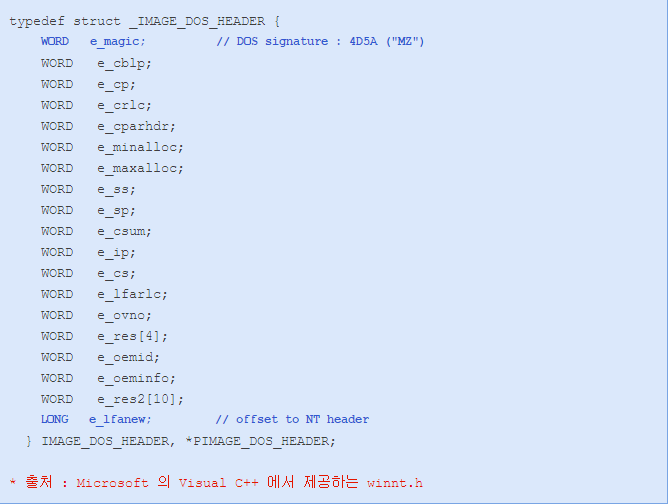 typedef struct _IMAGE_DOS_HEADER {
WORD e_magic; // DOS signature : 4D5A ("MZ")
WORD e_cblp;
WORD e_cp;
WORD e_crlc;
WORD e_cparhdr;
WORD e_minalloc;
WORD e_maxalloc;
WORD e_ss;
WORD e_sp;
WORD e_csum;
WORD e_ip;
WORD e_cs;
WORD e_lfarlc;
WORD e_ovno;
WORD e_res[4];
WORD e_oemid;
WORD e_oeminfo;
WORD e_res2[10];
LONG e_lfanew; // offset to NT header
} IMAGE_DOS_HEADER, *PIMAGE_DOS_HEADER;
* 출처 : Microsoft 의 Visual C++ 에서 제공하는 winnt.h